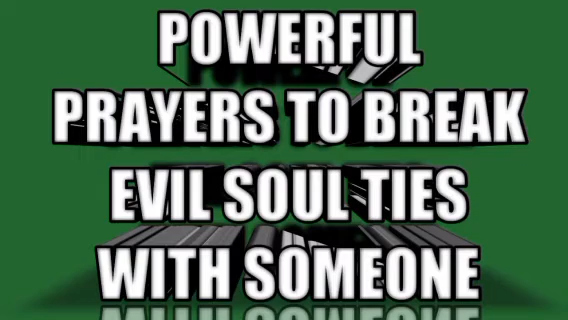 POWERFUL
PRAYERS TO BREAK
EVIL SOUL TIES
WITH SOMEONE